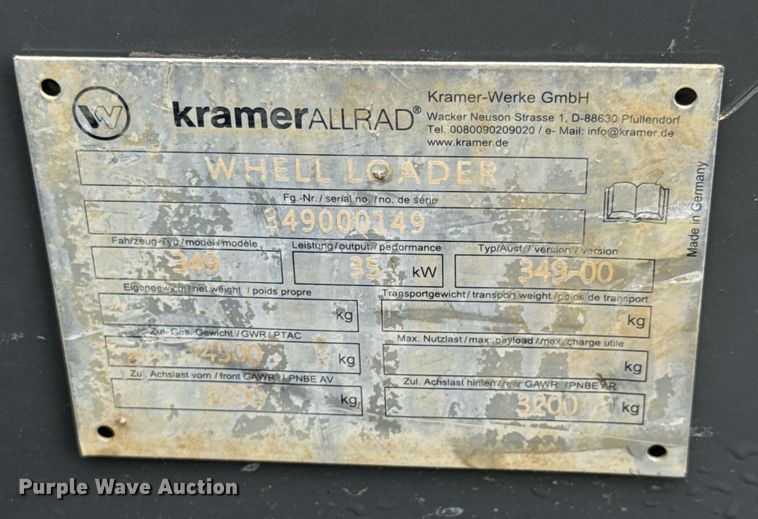 W
kramerALLRAD®
Kramer-Werke GmbH
Wacker Neuson Strasse 1, D-88630 Pfullendorf
Tel. 0080090209020 / e- Mail: info@kramer.de
www.kramer.de
WHELL LOADER
Fg.-Nr. / serial no. / no. de série
349000149
Fahrzeug-Typ / model / modèle
Leistung / output / performance
Typ/Ausf. / version / version
349
35 kW
349-00
Eigengewicht / net weight / poids propre
Transportgewicht / transport weight / poids de transport
kg
kg
Zul. Ges. Gewicht / GWR / PTAC
Max. Nutzlast / max. payload / max. charge utile
4500 kg
kg
Zul. Achslast vorn / front GAWR / PNBE AV
Zul. Achslast hinten / rear GAWR / PNBE AR
kg
3200 kg
Made in Germany
Purple Wave Auction